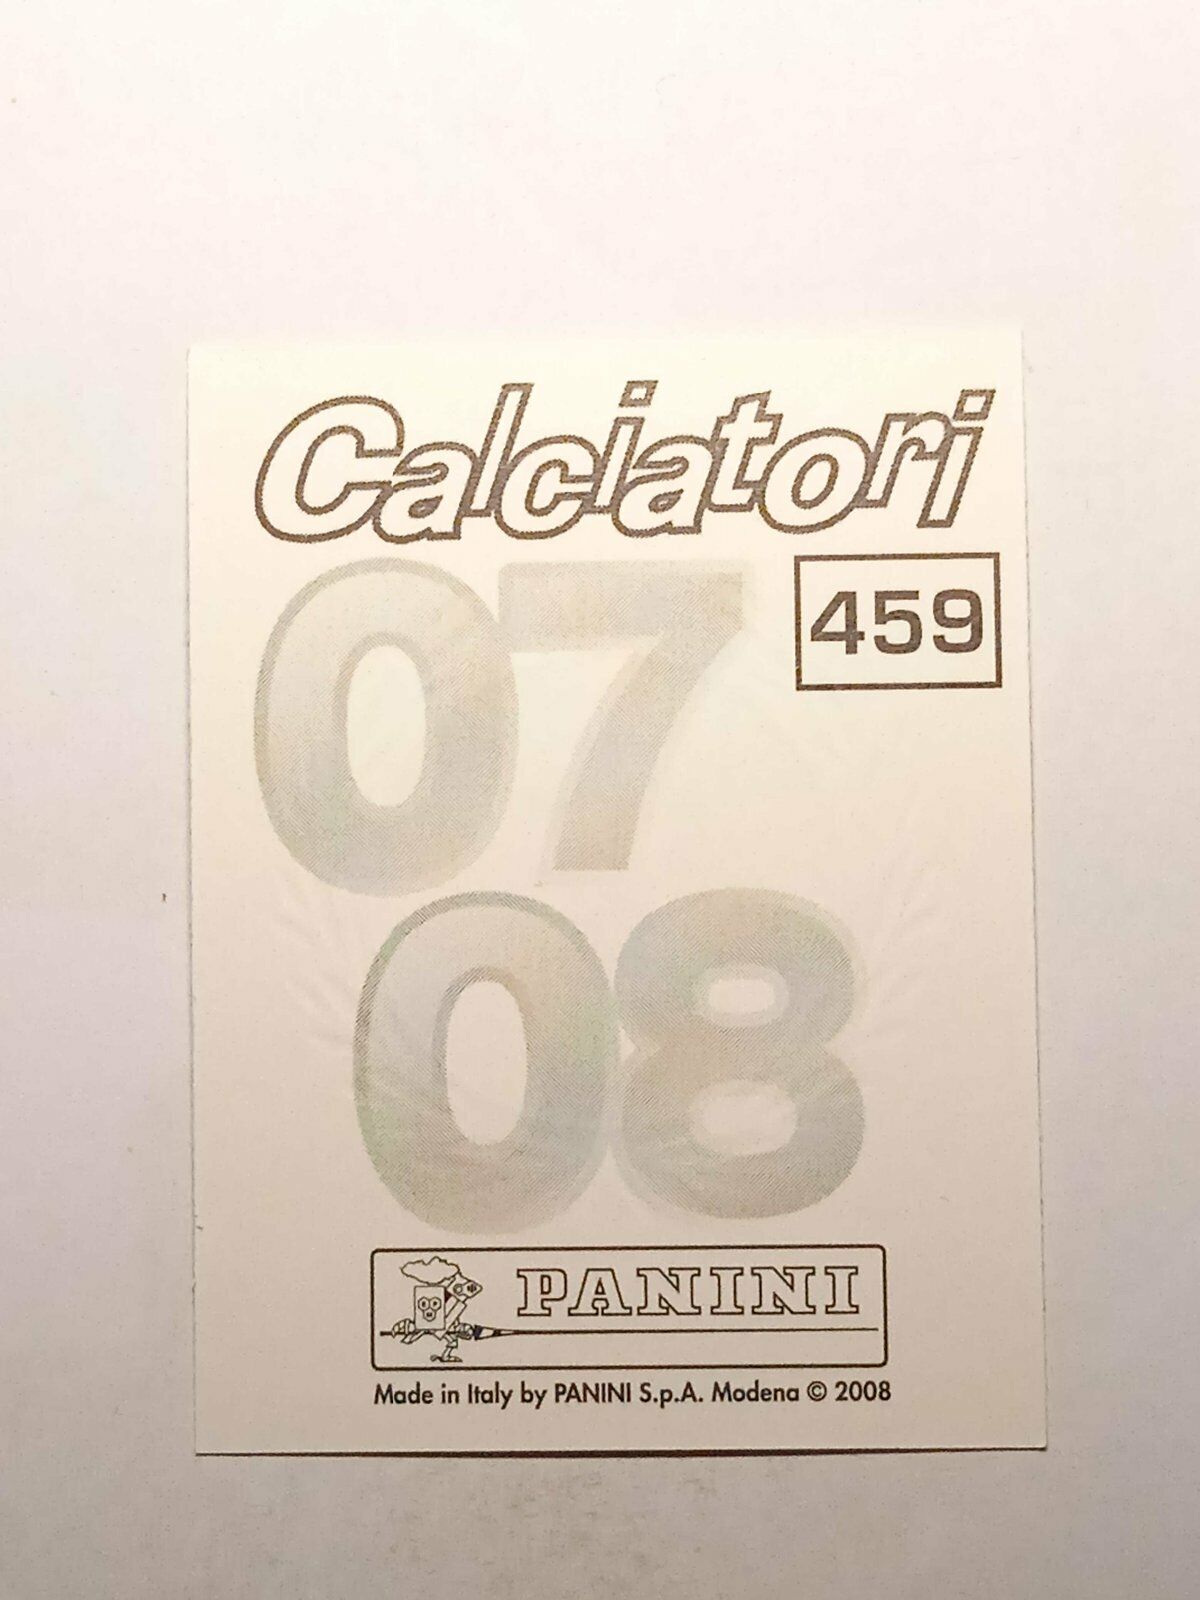 Calciatori
07
459
08
PANINI
Made in Italy by PANINI S.p.A. Modena © 2008